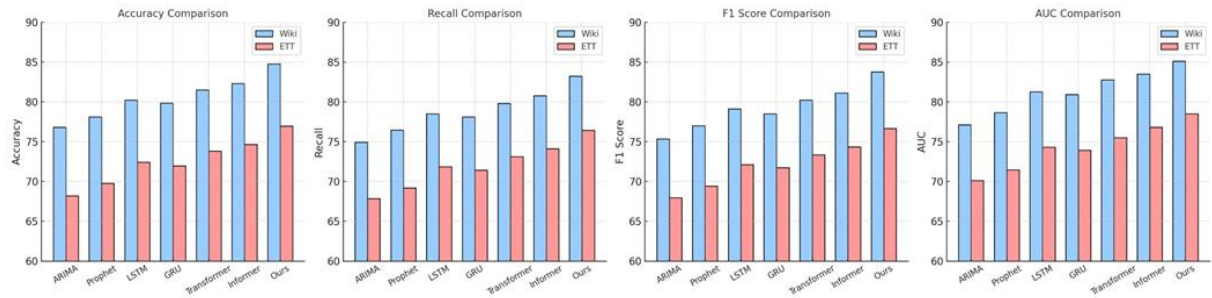 Accuracy Comparison
90
85
80
75
70
65
60
Accuracy
Wiki
ETT
ARIMA
Prophet
LSTM
GRU
Transformer
Informer
Ours
Recall Comparison
90
85
80
75
70
65
60
Recall
Wiki
ETT
ARIMA
Prophet
LSTM
GRU
Transformer
Informer
Ours
F1 Score Comparison
90
85
80
75
70
65
60
F1 Score
Wiki
ETT
ARIMA
Prophet
LSTM
GRU
Transformer
Informer
Ours
AUC Comparison
90
85
80
75
70
65
60
AUC
Wiki
ETT
ARIMA
Prophet
LSTM
GRU
Transformer
Informer
Ours